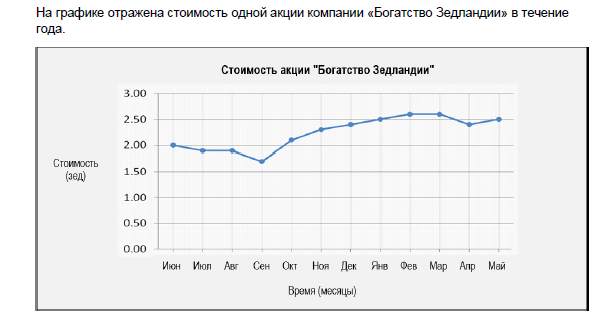 На графике отражена стоимость одной акции компании «Богатство Зедландии» в течение
года.
Стоимость акции "Богатство Зедландии"
3.00
2.50
2.00
1.50
1.00
0.50
0.00
Стоимость
(зед)
Июн Июл Авг Сен Окт Ноя Дек Янв Фев Мар Апр Май
Время (месяцы)